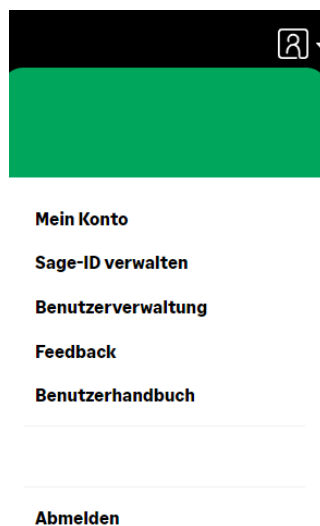 Mein Konto
Sage-ID verwalten
Benutzerverwaltung
Feedback
Benutzerhandbuch
Abmelden